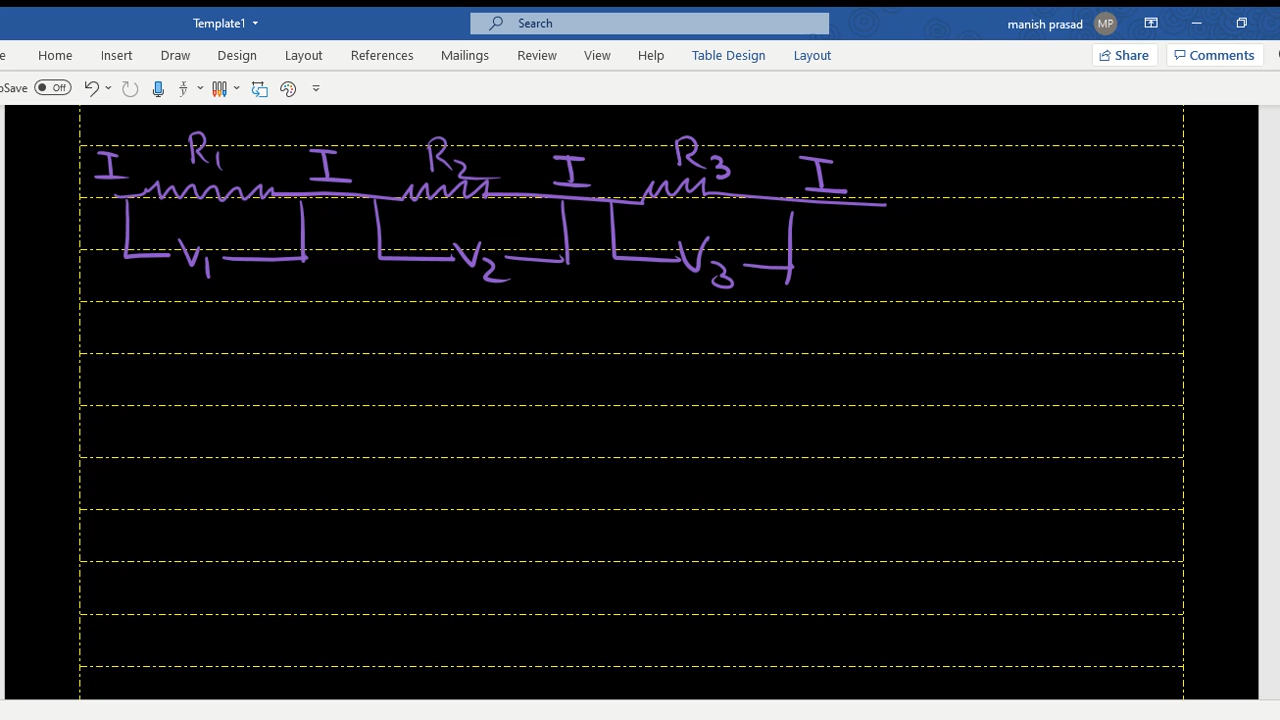 Template1
Search
manish prasad MP
e Home Insert Draw Design Layout References Mailings Review View Help Table Design Layout Share Comments
oSave Off
I R1 I R2 I R3 I
V1 V2 V3